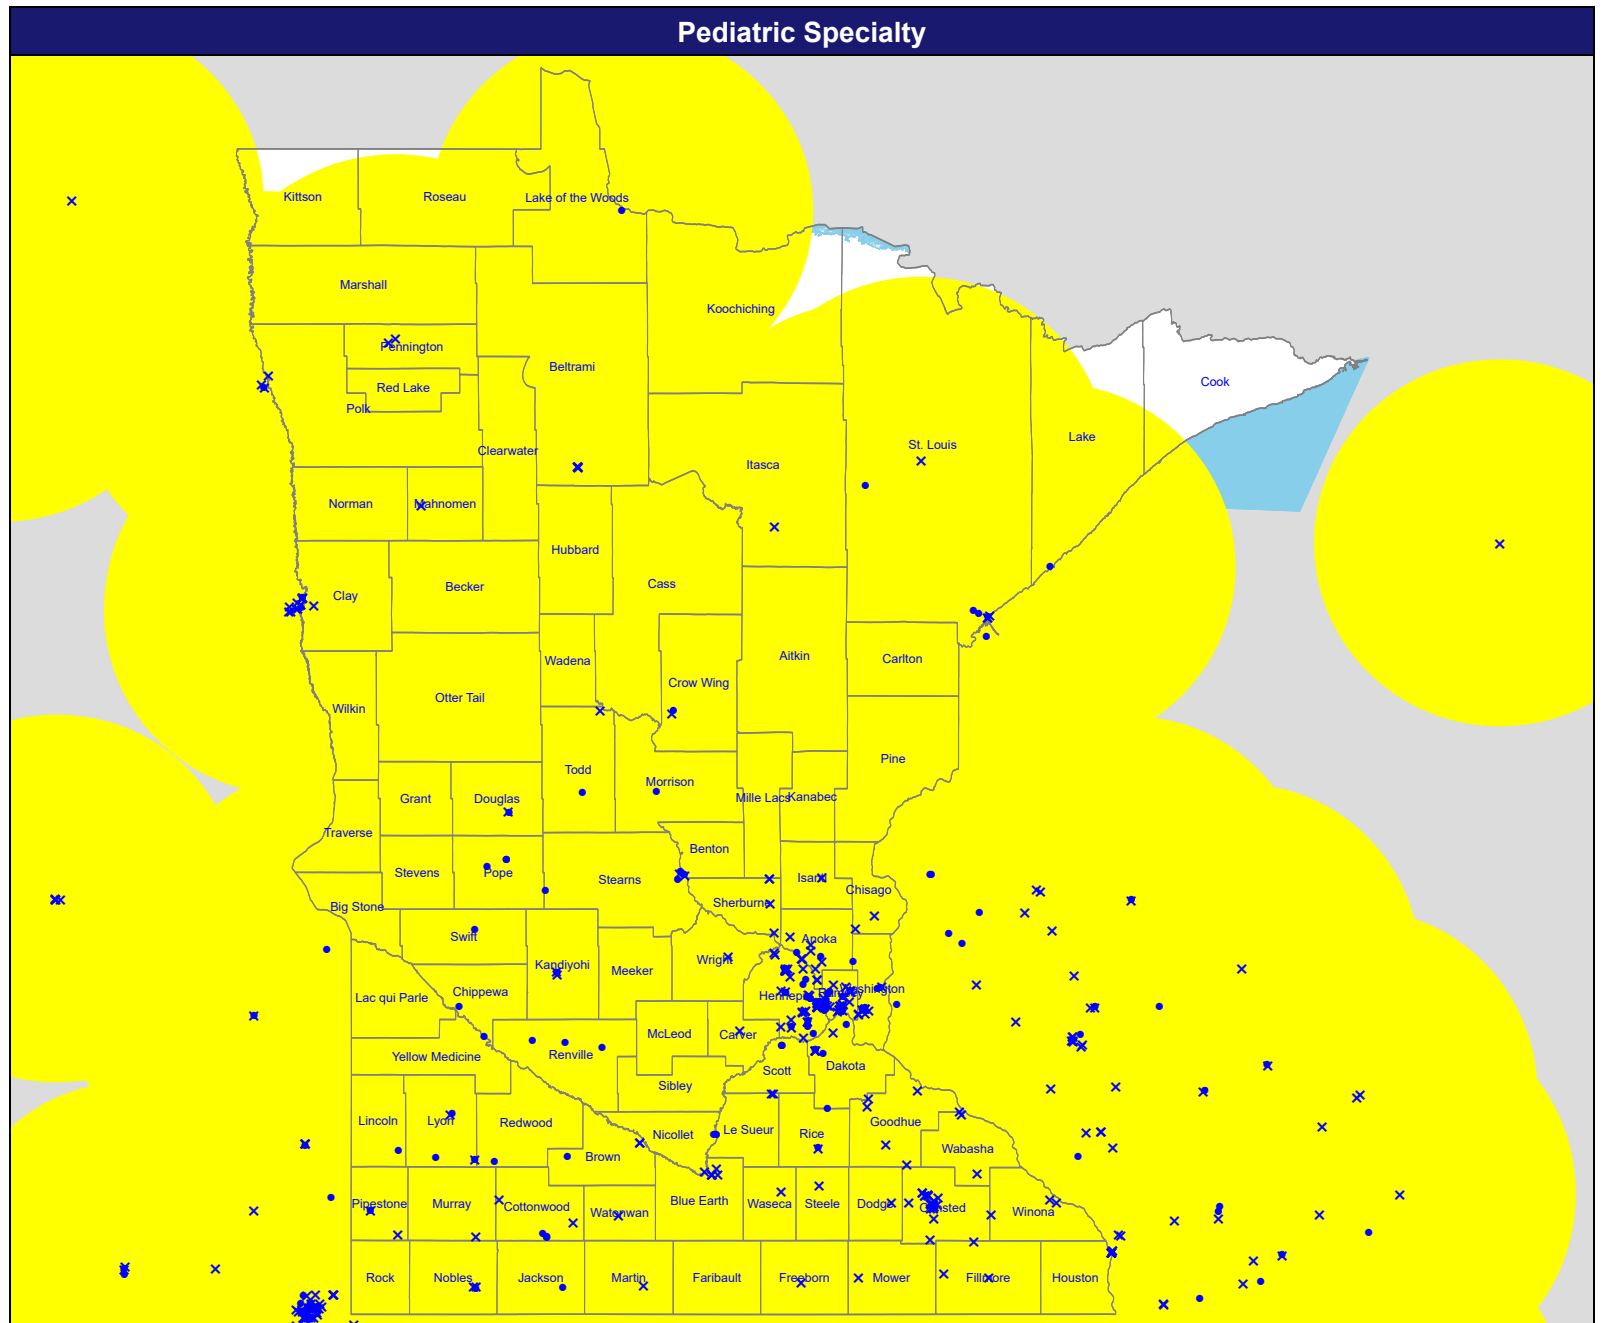 Pediatric Specialty
Kittson
Roseau
Lake of the Woods
Marshall
Koochiching
Pennington
Beltrami
Red Lake
Polk
Cook
Clearwater
St. Louis
Lake
Itasca
Norman
Mahnomen
Hubbard
Clay
Becker
Cass
Wadena
Aitkin
Carlton
Crow Wing
Otter Tail
Wilkin
Pine
Todd
Morrison
Grant
Douglas
Mille Lacs
Kanabec
Traverse
Benton
Stevens
Pope
Stearns
Isanti
Chisago
Big Stone
Sherburne
Swift
Anoka
Kandiyohi
Meeker
Wright
Lac qui Parle
Chippewa
Hennepin
Ramsey
Washington
McLeod
Carver
Yellow Medicine
Renville
Scott
Dakota
Sibley
Lincoln
Lyon
Redwood
Nicollet
Le Sueur
Rice
Goodhue
Brown
Wabasha
Pipestone
Murray
Cottonwood
Watonwan
Blue Earth
Waseca
Steele
Dodge
Olmsted
Winona
Rock
Nobles
Jackson
Martin
Faribault
Freeborn
Mower
Fillmore
Houston